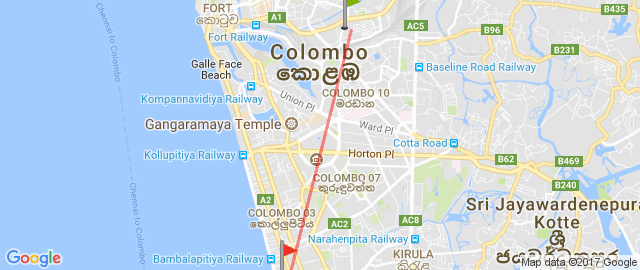 FORT
කොටුව
Fort Railway
A1
AC5
B96
B435
B231
Colombo
කොළඹ
Galle Face
Beach
Baseline Road Railway
Kompannavidiya Railway
Union Pl
COLOMBO 10
මරදාන
Gangaramaya Temple
Ward Pl
Cotta Road
Kollupitiya Railway
Horton Pl
B62
B469
COLOMBO 07
කුරුඳුවත්ත
B240
A2
Sri Jayawardenepura
Kotte
ශ්‍රී
COLOMBO 03
කොල්ලුපිටිය
AC2
AC8
Narahenpita Railway
KIRULA
කිරුළ
Bambalapitiya Railway
Chennai to Colombo
Chennai to Colombo
Google
Map data ©2017 Google